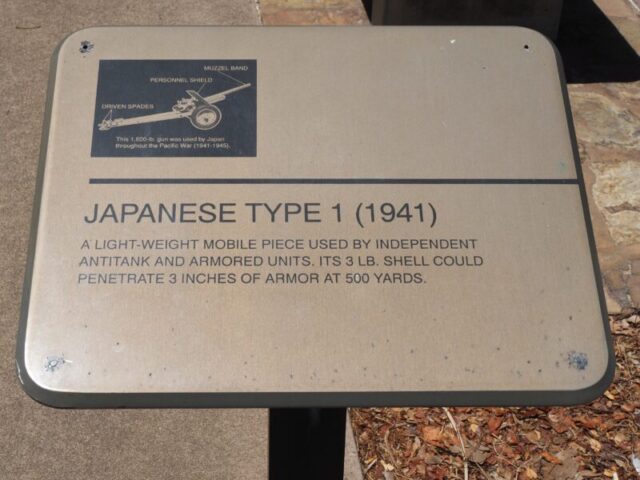 MUZZEL BAND
PERSONNEL SHIELD
DRIVEN SPADES
This 1,600-lb. gun was used by Japan
throughout the Pacific War (1941-1945).
JAPANESE TYPE 1 (1941)
A LIGHT-WEIGHT MOBILE PIECE USED BY INDEPENDENT
ANTITANK AND ARMORED UNITS. ITS 3 LB. SHELL COULD
PENETRATE 3 INCHES OF ARMOR AT 500 YARDS.